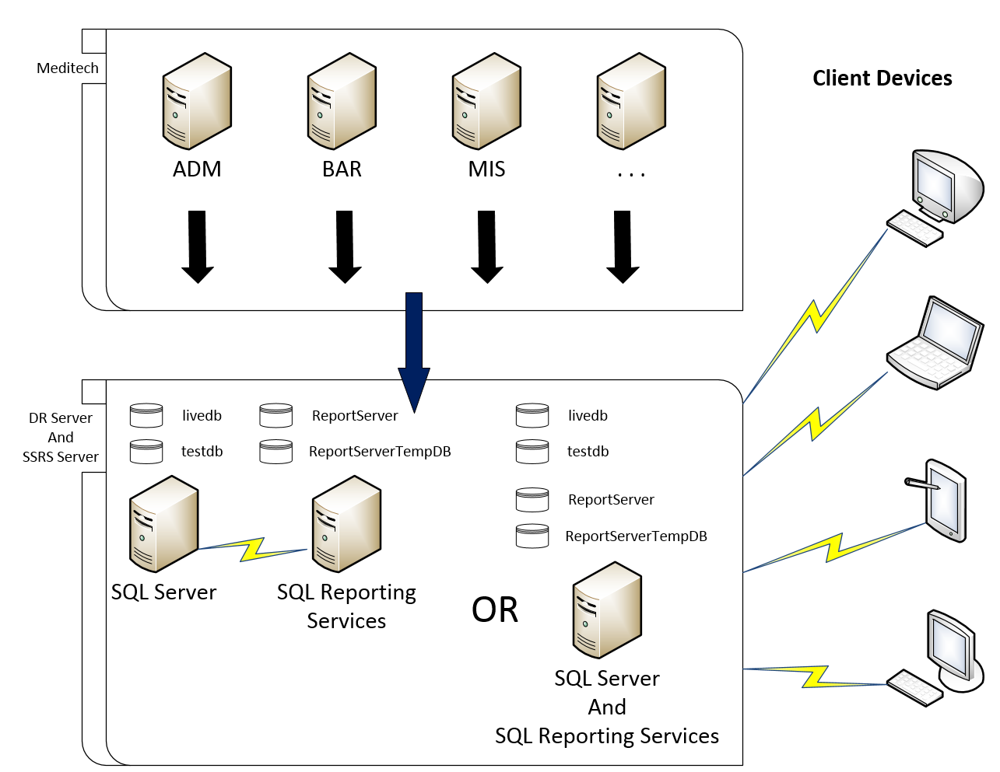 Meditech
ADM
BAR
MIS
. . .
Client Devices
DR Server
And
SSRS Server
livedb
ReportServer
testdb
ReportServerTempDB
SQL Server
SQL Reporting
Services
OR
livedb
testdb
ReportServer
ReportServerTempDB
SQL Server
And
SQL Reporting Services